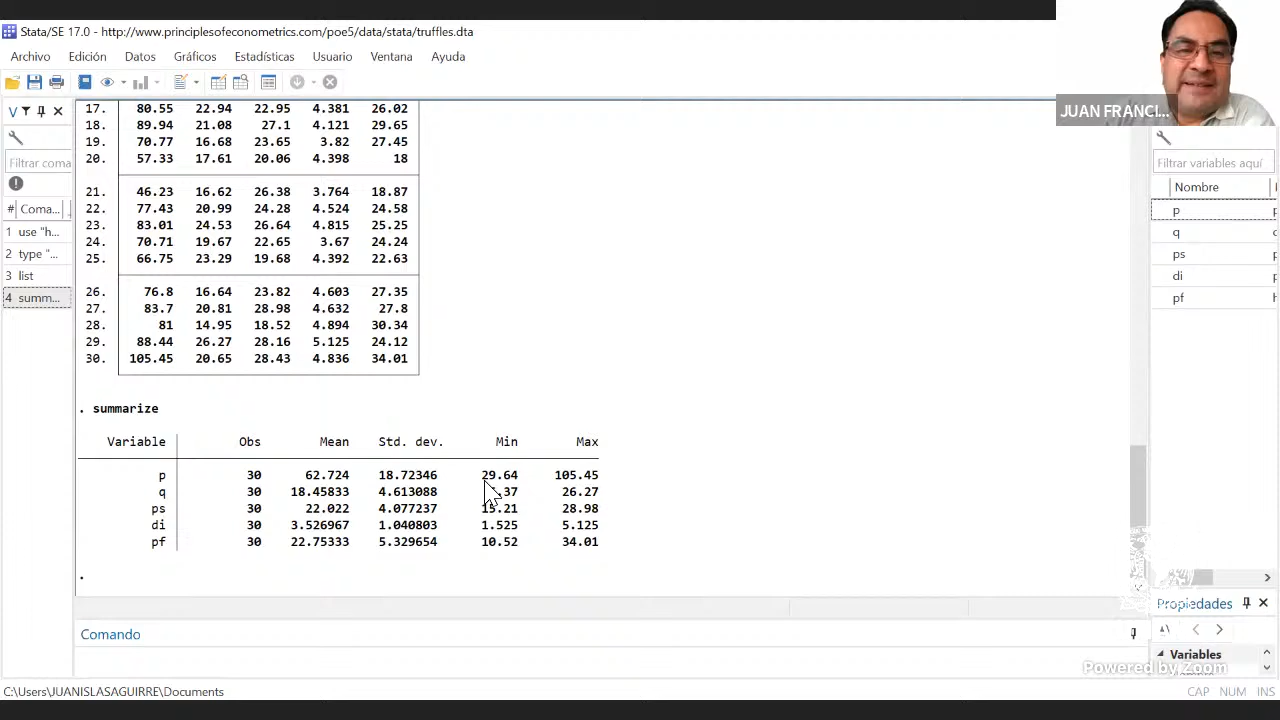 Stata/SE 17.0 - http://www.principlesofeconometrics.com/poe5/data/stata/truffles.dta
Archivo Edición Datos Gráficos Estadísticas Usuario Ventana Ayuda
JUAN FRANCI...
V
Filtrar coma
# Coma...
1 use "h...
2 type "...
3 list
4 summ...
17. 80.55 22.94 22.95 4.381 26.02
18. 89.94 21.08 27.1 4.121 29.65
19. 70.77 16.68 23.65 3.82 27.45
20. 57.33 17.61 20.06 4.398 18
21. 46.23 16.62 26.38 3.764 18.87
22. 77.43 20.99 24.28 4.524 24.58
23. 83.01 24.53 26.64 4.815 25.25
24. 70.71 19.67 22.65 3.67 24.24
25. 66.75 23.29 19.68 4.392 22.63
26. 76.8 16.64 23.82 4.603 27.35
27. 83.7 20.81 28.98 4.632 27.8
28. 81 14.95 18.52 4.894 30.34
29. 88.44 26.27 28.16 5.125 24.12
30. 105.45 20.65 28.43 4.836 34.01
. summarize
Variable Obs Mean Std. dev. Min Max
p 30 62.724 18.72346 29.64 105.45
q 30 18.45833 4.613088 .37 26.27
ps 30 22.022 4.077237 15.21 28.98
di 30 3.526967 1.040803 1.525 5.125
pf 30 22.75333 5.329654 10.52 34.01
.
Comando
Filtrar variables aquí
Nombre
p p
q
ps p
di p
pf h
Propiedades
Variables
Powered by Zoom
C:\Users\JUANISLASAGUIRRE\Documents
CAP NUM INS